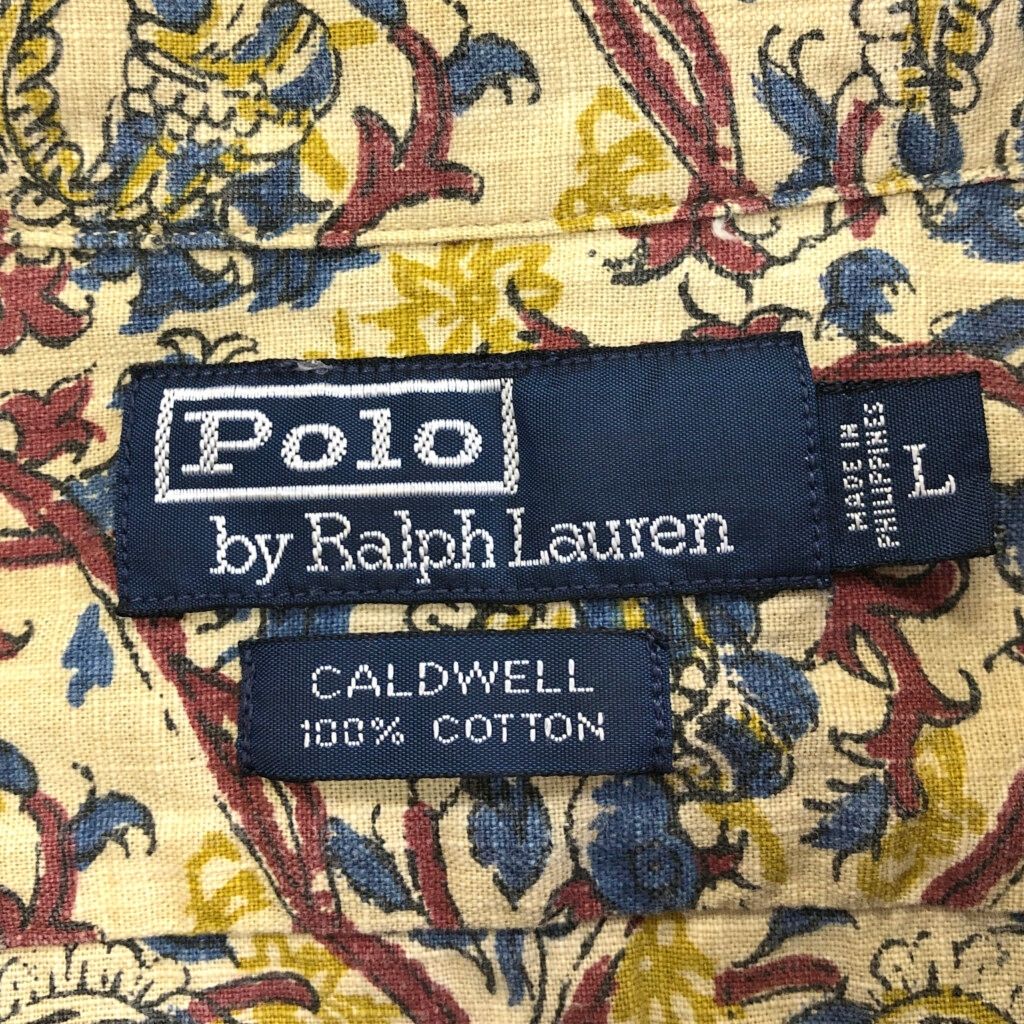 Polo
by Ralph Lauren
MADE IN
PHILIPPINES
L
CALDWELL
100% COTTON